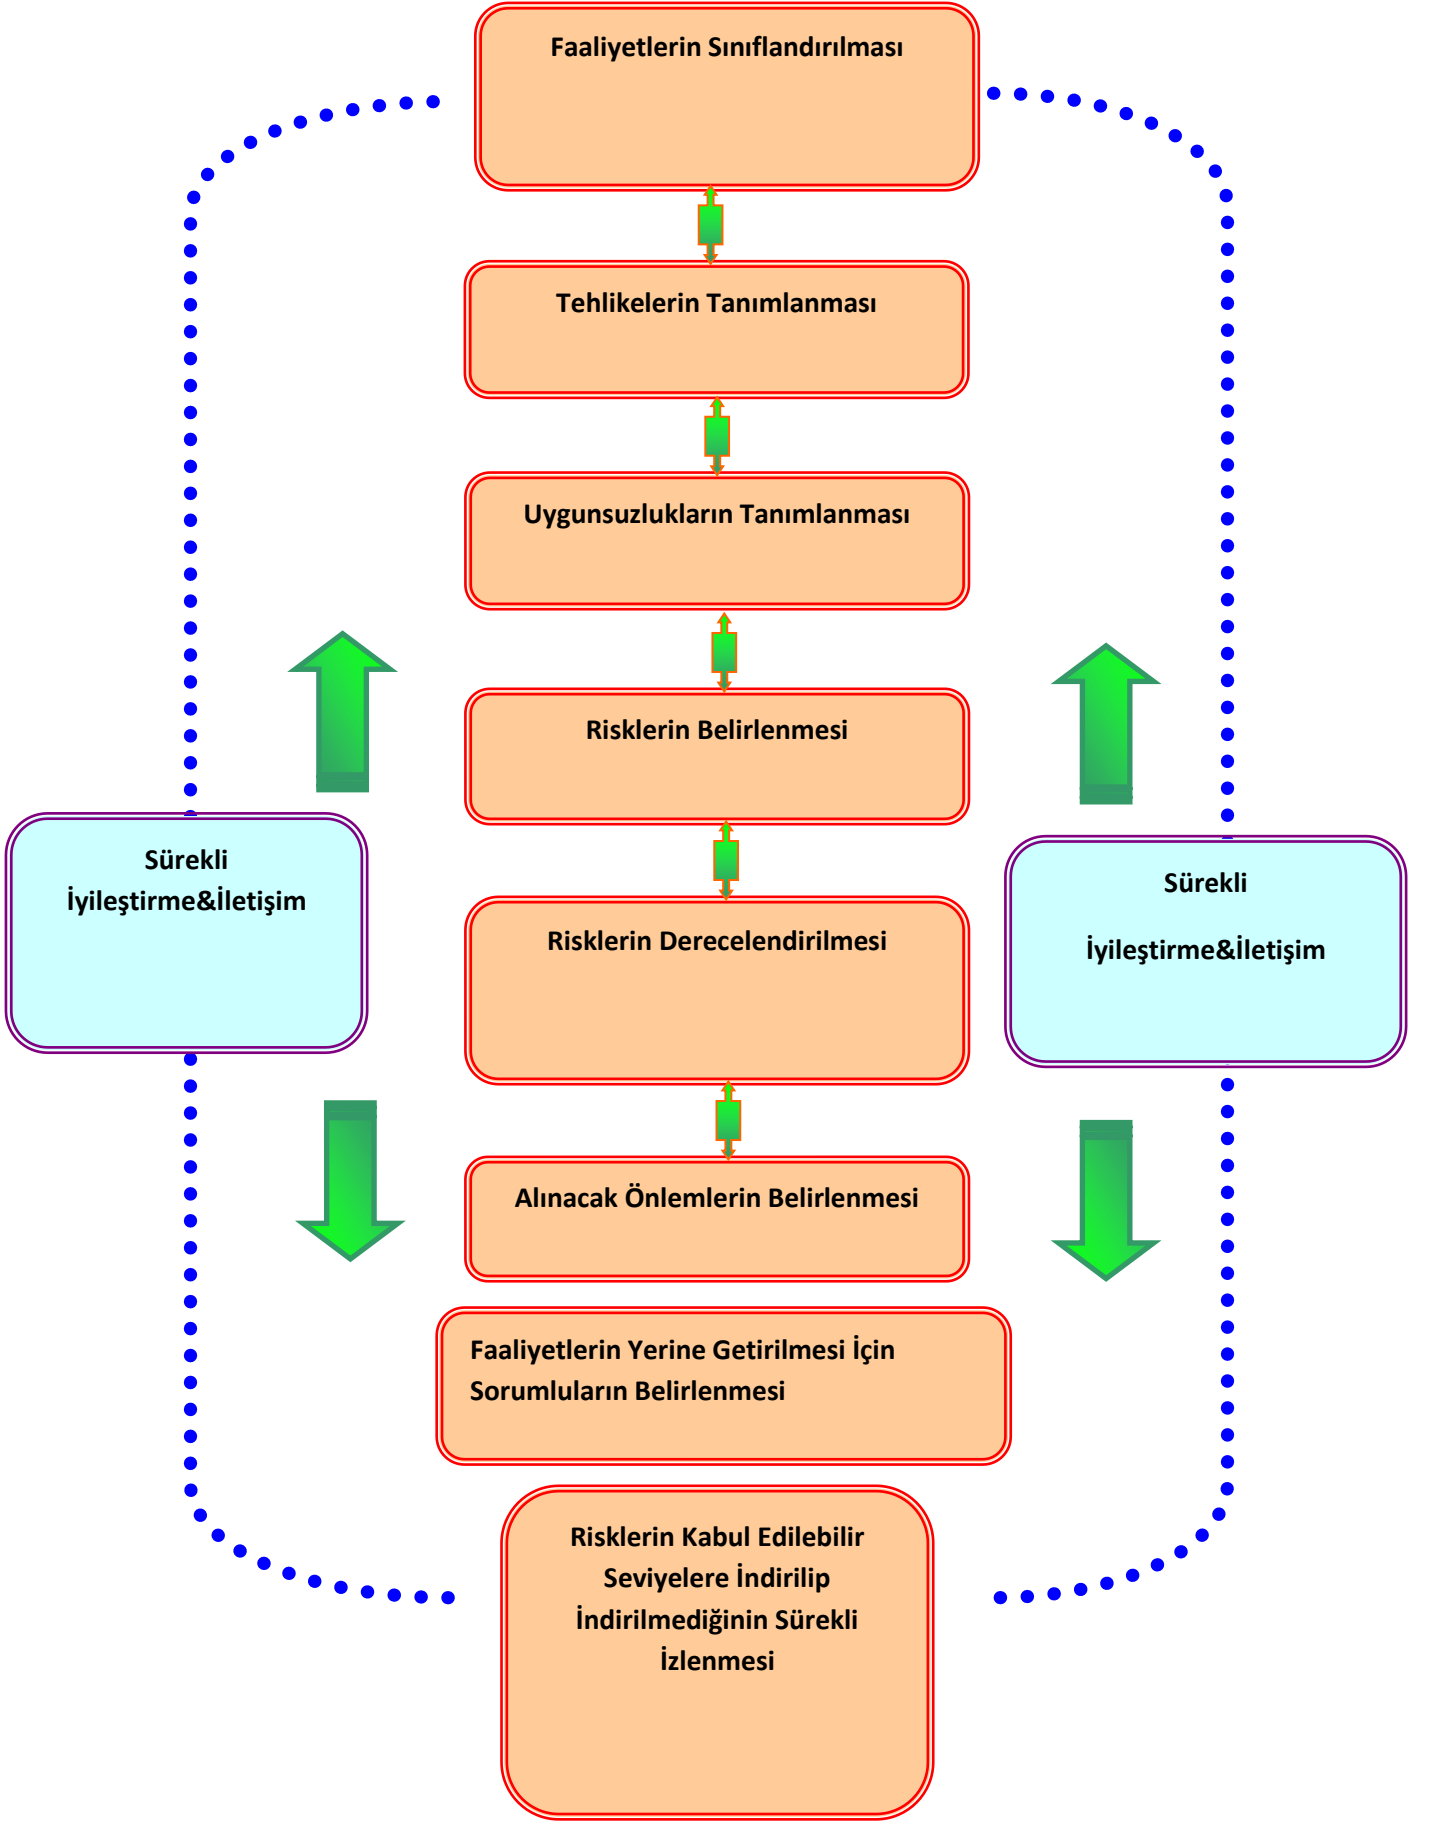 Faaliyetlerin Sınıflandırılması
Tehlikelerin Tanımlanması
Uygunsuzlukların Tanımlanması
Risklerin Belirlenmesi
Sürekli
İyileştirme&İletişim
Sürekli
İyileştirme&İletişim
Risklerin Derecelendirilmesi
Alınacak Önlemlerin Belirlenmesi
Faaliyetlerin Yerine Getirilmesi İçin
Sorumluların Belirlenmesi
Risklerin Kabul Edilebilir
Seviyelere İndirilip
İndirilmediğinin Sürekli
İzlenmesi